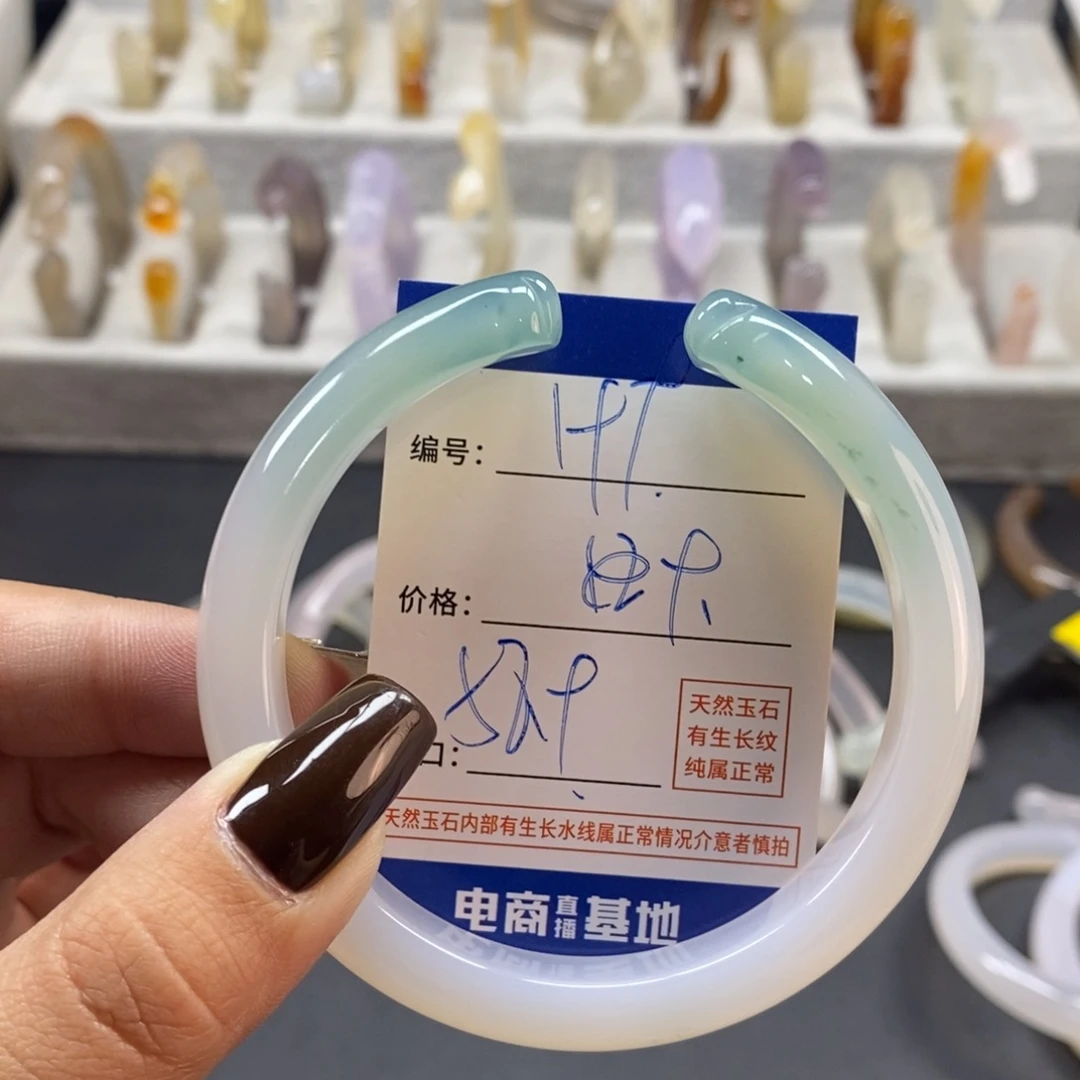 编号：
价格：
口：
天然玉石
有生长纹
纯属正常
天然玉石内部有生长水线属正常情况介意者慎拍
电商直播基地